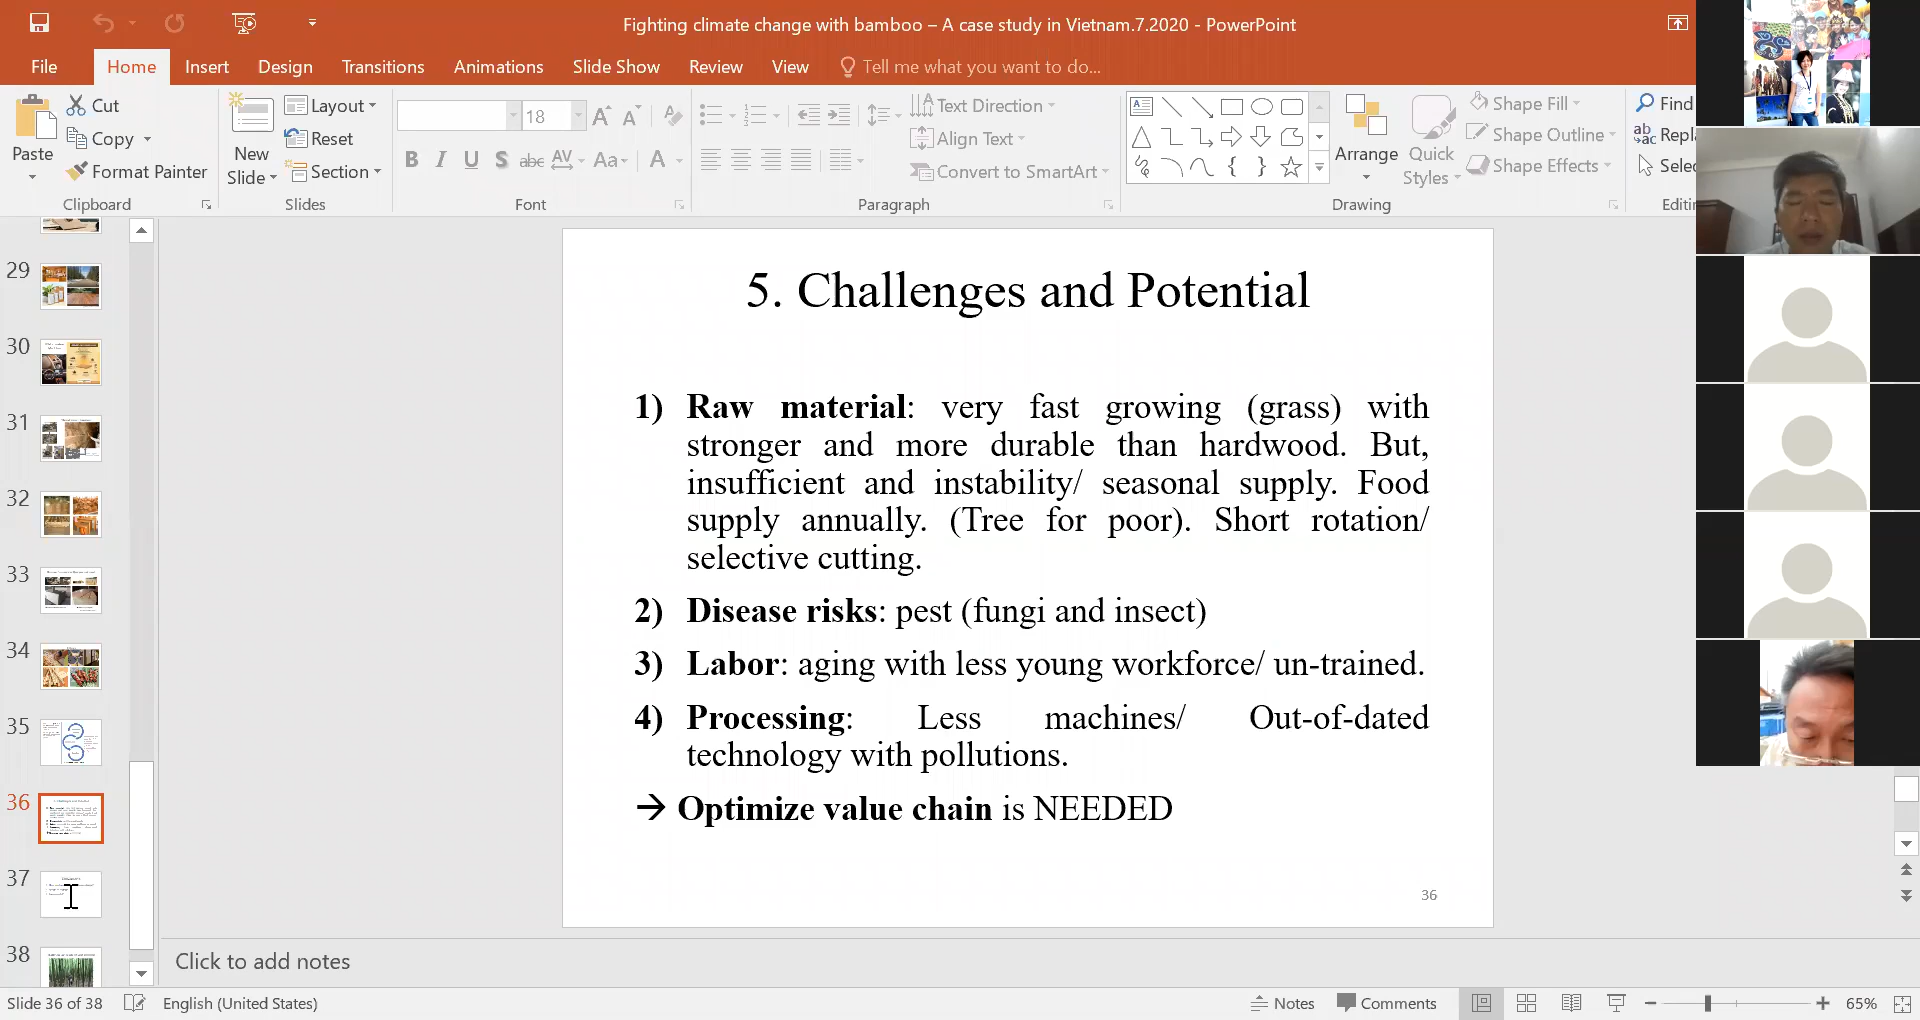 Fighting climate change with bamboo – A case study in Vietnam.7.2020 - PowerPoint
File Home Insert Design Transitions Animations Slide Show Review View Tell me what you want to do...
Paste
Cut
Copy
Format Painter
Clipboard
New
Slide
Layout
Reset
Section
Slides
18
A A
B I U S abc AV Aa A
Font
Text Direction
Align Text
Convert to SmartArt
Paragraph
Arrange
Quick
Styles
Shape Fill
Shape Outline
Shape Effects
Drawing
Find
Repla
Selec
Editin
29
30
31
32
33
34
35
36
37
38
5. Challenges and Potential
1) Raw material: very fast growing (grass) with
stronger and more durable than hardwood. But,
insufficient and instability/ seasonal supply. Food
supply annually. (Tree for poor). Short rotation/
selective cutting.
2) Disease risks: pest (fungi and insect)
3) Labor: aging with less young workforce/ un-trained.
4) Processing: Less machines/ Out-of-dated
technology with pollutions.
→ Optimize value chain is NEEDED
36
Click to add notes
Slide 36 of 38 English (United States) Notes Comments 65%